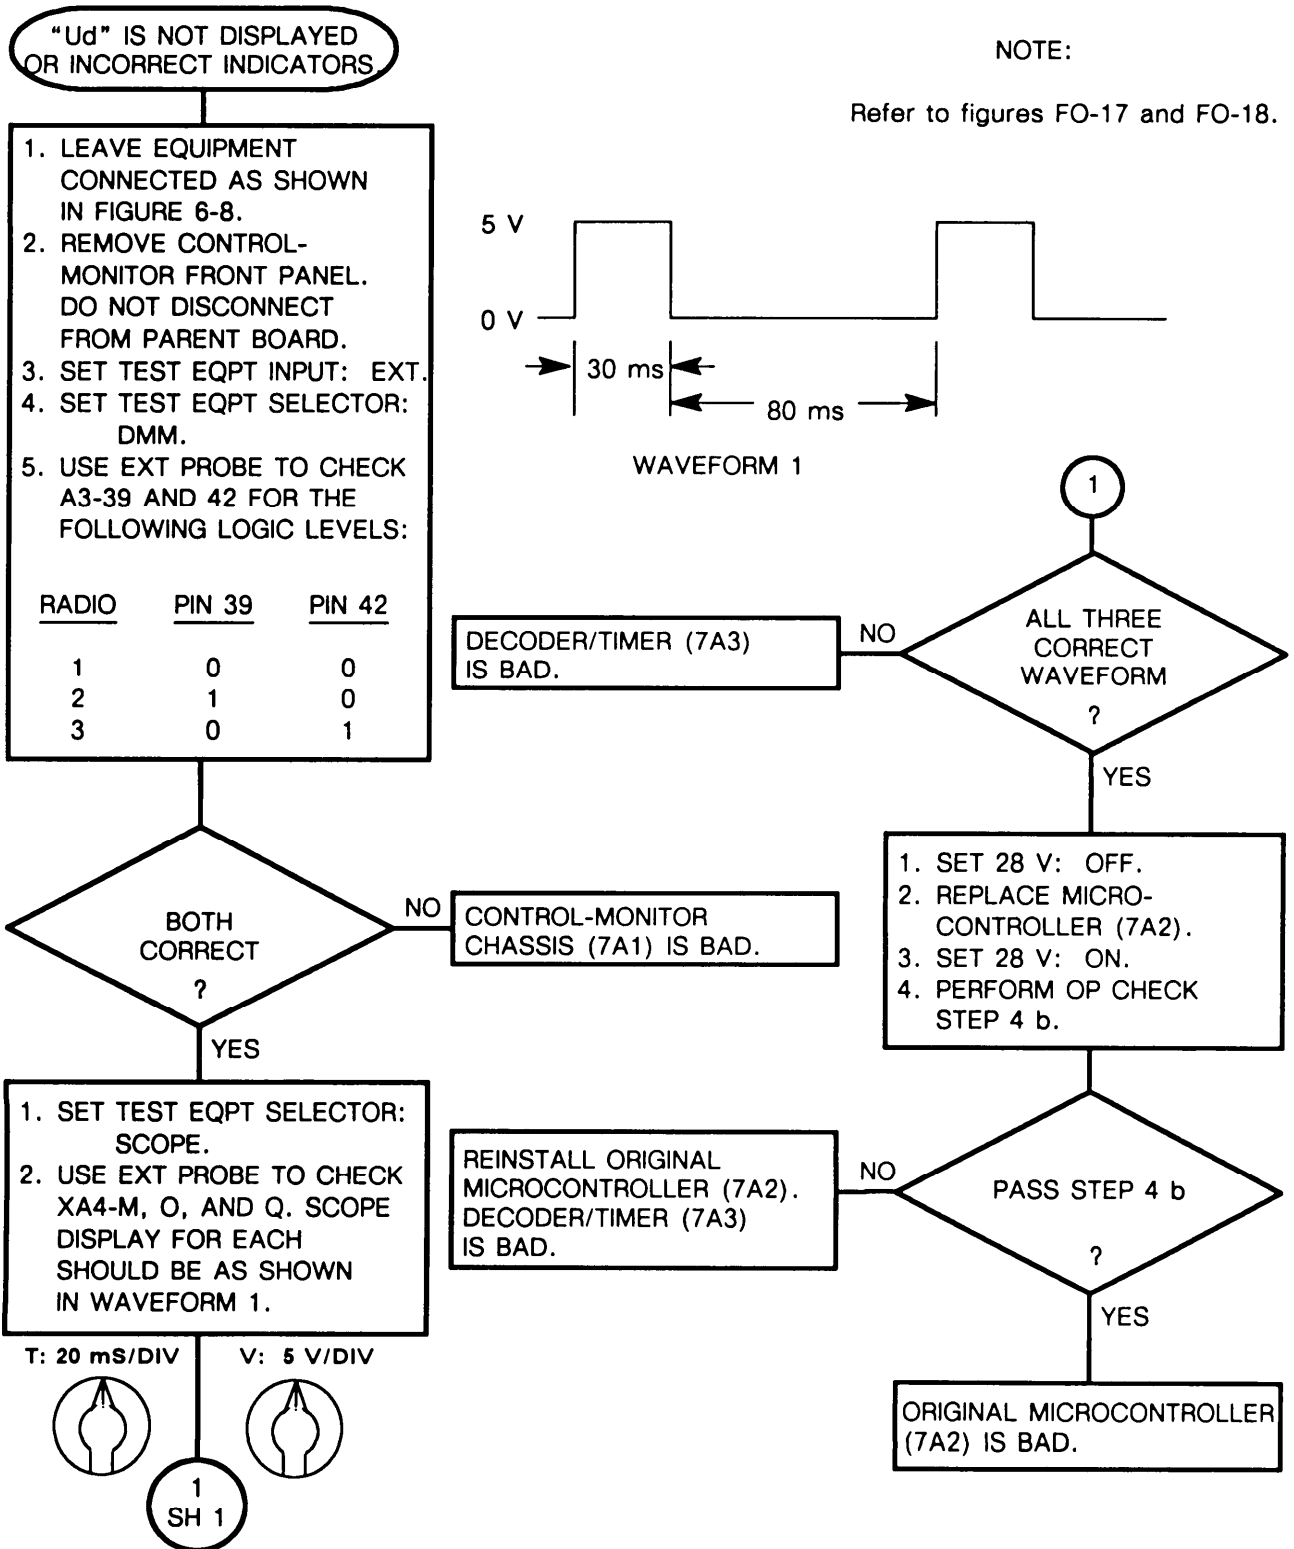 "Ud" IS NOT DISPLAYED
OR INCORRECT INDICATORS.
1. LEAVE EQUIPMENT
CONNECTED AS SHOWN
IN FIGURE 6-8.
2. REMOVE CONTROL-
MONITOR FRONT PANEL.
DO NOT DISCONNECT
FROM PARENT BOARD.
3. SET TEST EQPT INPUT: EXT.
4. SET TEST EQPT SELECTOR:
DMM.
5. USE EXT PROBE TO CHECK
A3-39 AND 42 FOR THE
FOLLOWING LOGIC LEVELS:
RADIO PIN 39 PIN 42
1 0 0
2 1 0
3 0 1
BOTH
CORRECT
?
NO
CONTROL-MONITOR
CHASSIS (7A1) IS BAD.
YES
1. SET TEST EQPT SELECTOR:
SCOPE.
2. USE EXT PROBE TO CHECK
XA4-M, O, AND Q. SCOPE
DISPLAY FOR EACH
SHOULD BE AS SHOWN
IN WAVEFORM 1.
T: 20 mS/DIV V: 5 V/DIV
1
SH 1
NOTE:
Refer to figures FO-17 and FO-18.
5 V
0 V
30 ms
80 ms
WAVEFORM 1
1
ALL THREE
CORRECT
WAVEFORM
?
NO
DECODER/TIMER (7A3)
IS BAD.
YES
1. SET 28 V: OFF.
2. REPLACE MICRO-
CONTROLLER (7A2).
3. SET 28 V: ON.
4. PERFORM OP CHECK
STEP 4 b.
PASS STEP 4 b
?
NO
REINSTALL ORIGINAL
MICROCONTROLLER (7A2).
DECODER/TIMER (7A3)
IS BAD.
YES
ORIGINAL MICROCONTROLLER
(7A2) IS BAD.